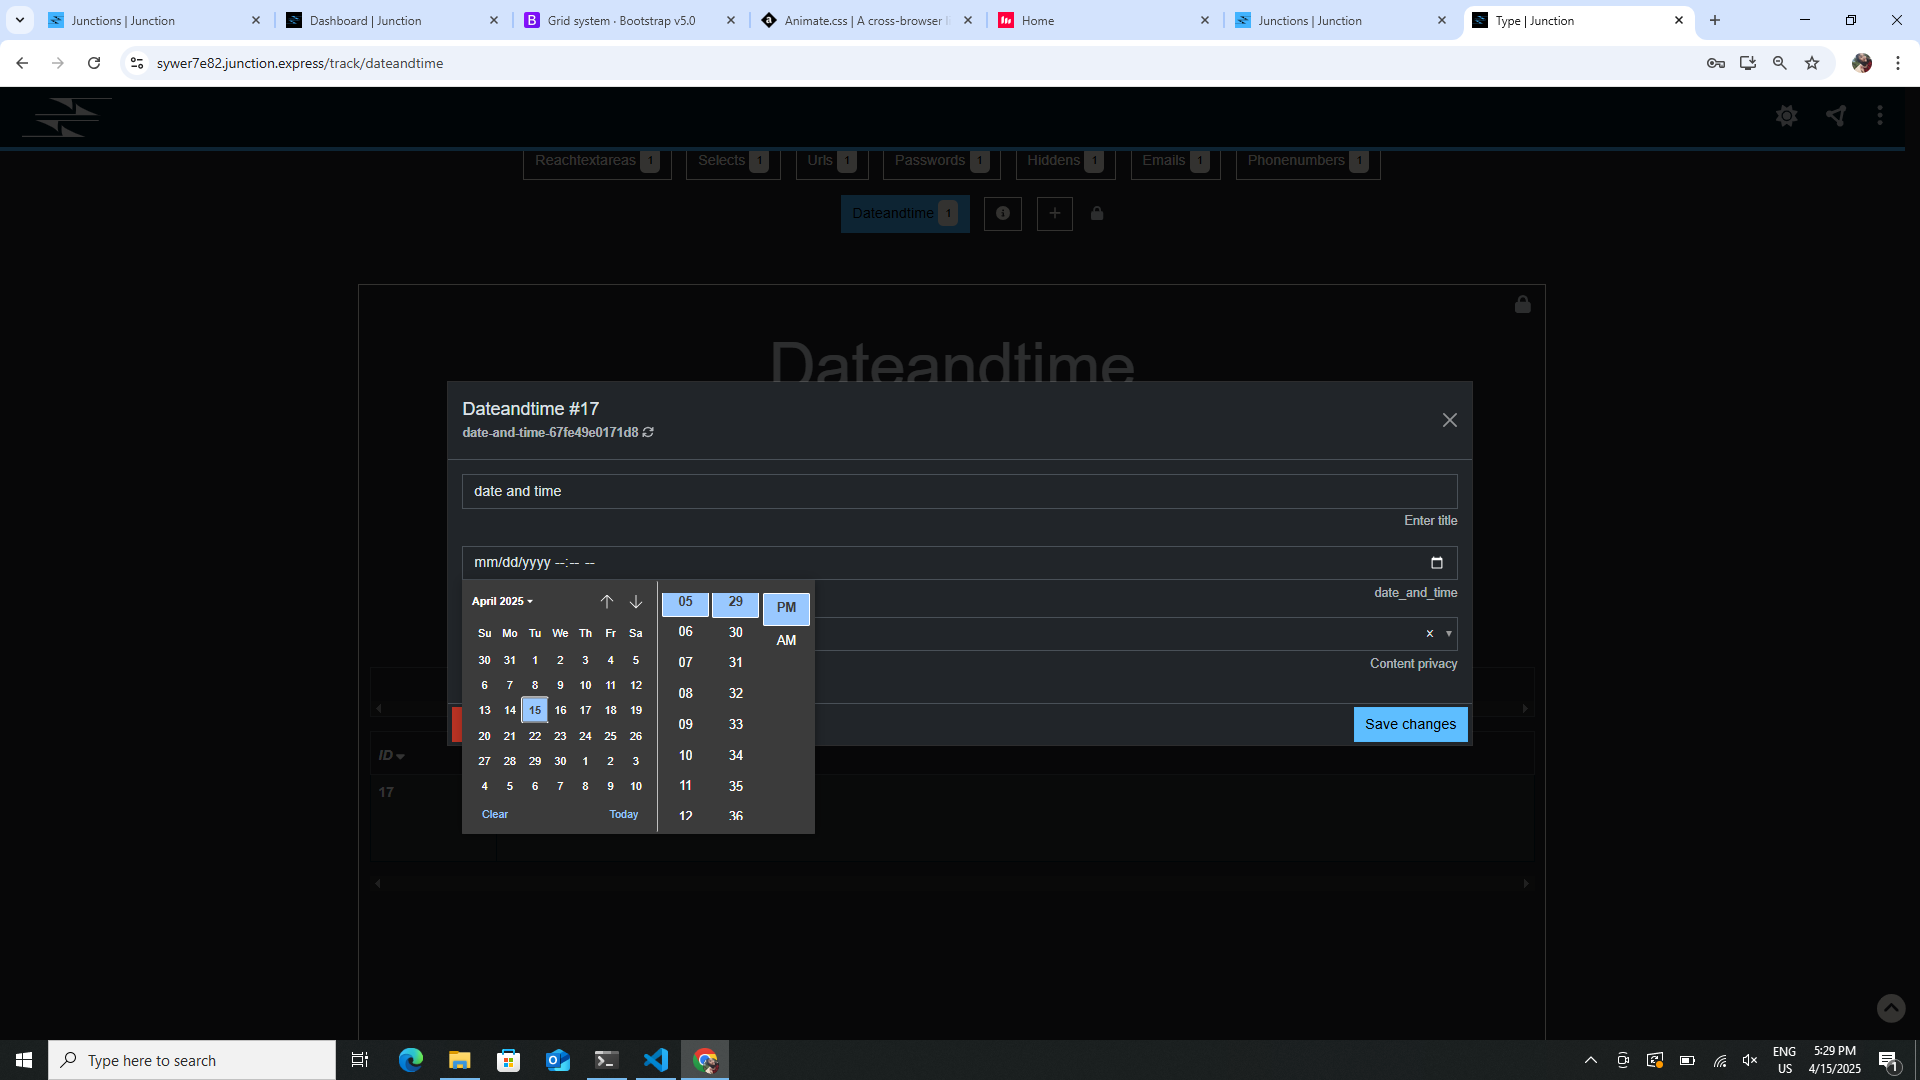 Junctions | Junction
Dashboard | Junction
Grid system · Bootstrap v5.0
Animate.css | A cross-browser
Home
Junctions | Junction
Type | Junction
sywer7e82.junction.express/track/dateandtime
Reachtextareas 1
Selects 1
Urls 1
Passwords 1
Hiddens 1
Emails 1
Phonenumbers 1
Dateandtime 1
Dateandtime
Dateandtime #17
date-and-time-67fe49e0171d8
date and time
Enter title
mm/dd/yyyy --:-- --
date_and_time
Content privacy
Save changes
April 2025
Su Mo Tu We Th Fr Sa
30 31 1 2 3 4 5
6 7 8 9 10 11 12
13 14 15 16 17 18 19
20 21 22 23 24 25 26
27 28 29 30 1 2 3
4 5 6 7 8 9 10
Clear Today
05 29 PM
06 30 AM
07 31
08 32
09 33
10 34
11 35
12 36
ID
17
Type here to search
ENG
US
5:29 PM
4/15/2025
1